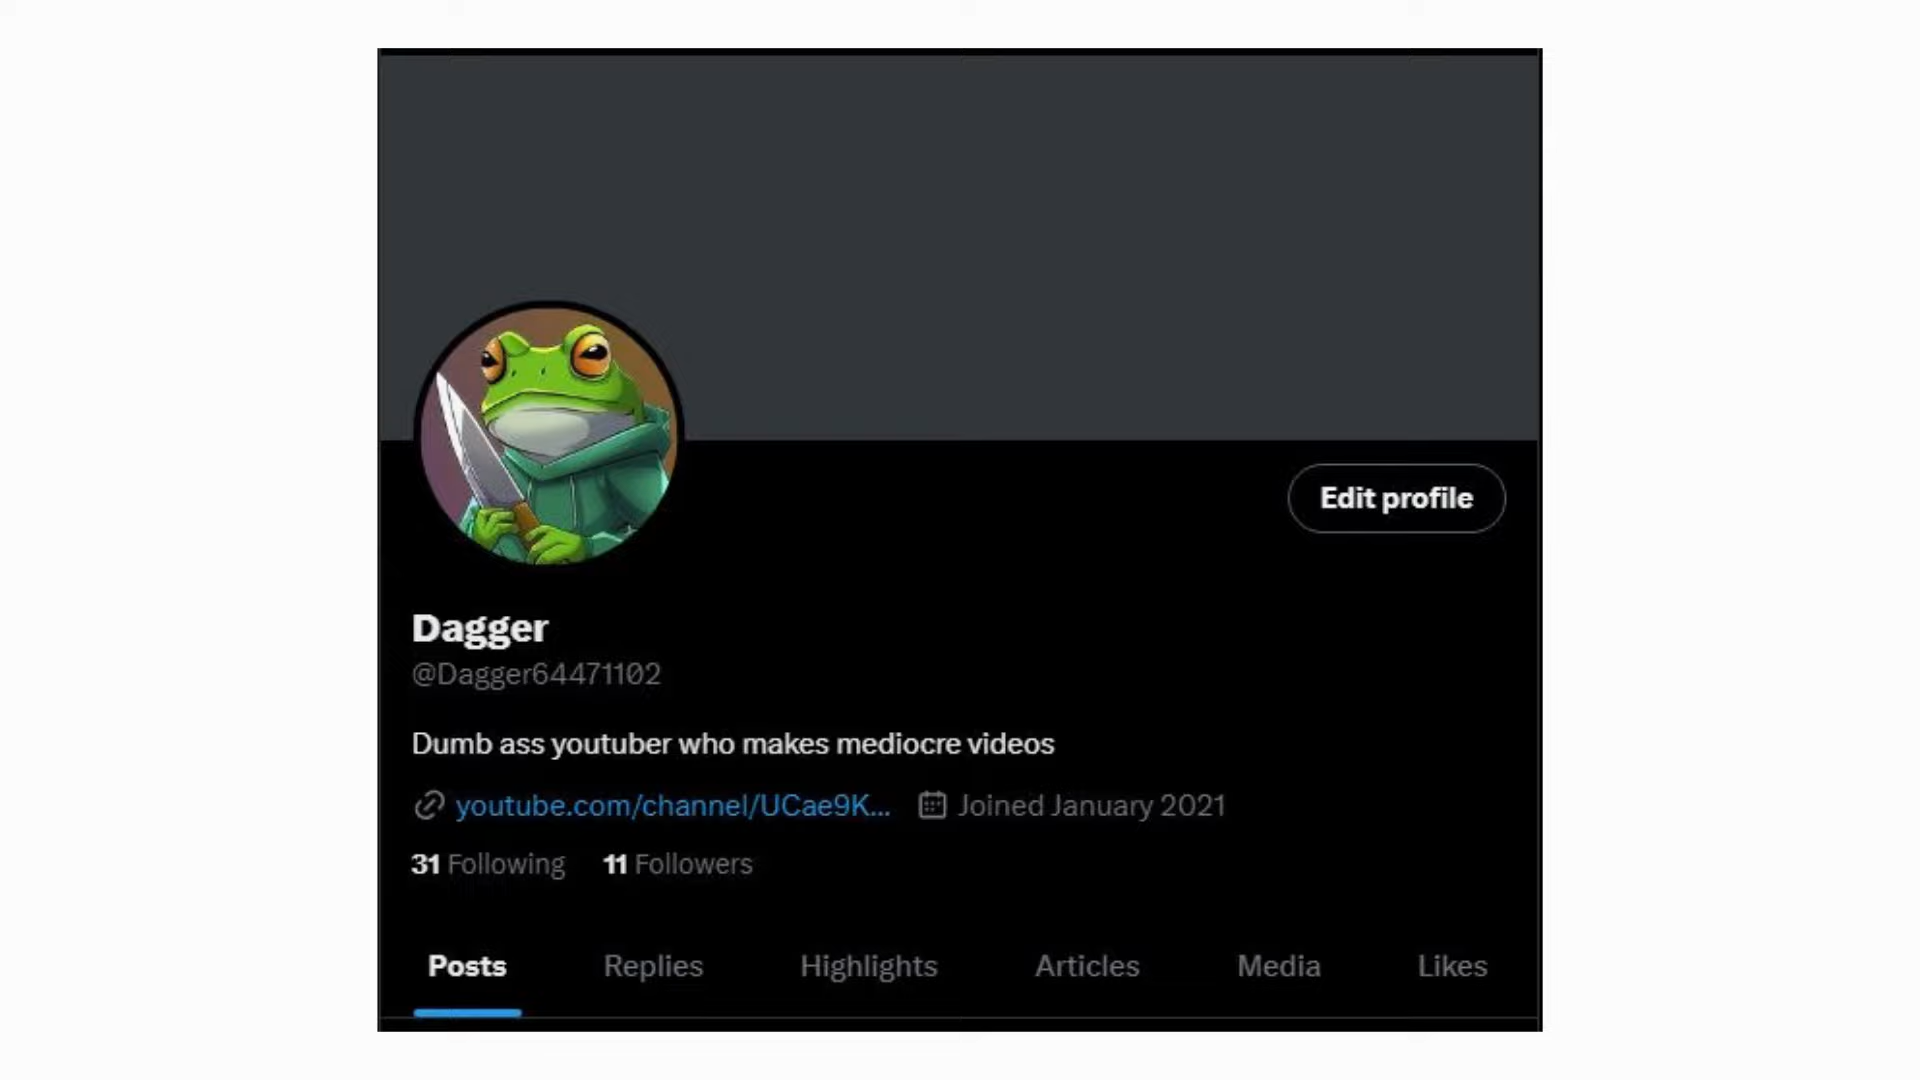 Edit profile
Dagger
@Dagger64471102
Dumb ass youtuber who makes mediocre videos
youtube.com/channel/UCae9K... Joined January 2021
31 Following 11 Followers
Posts Replies Highlights Articles Media Likes